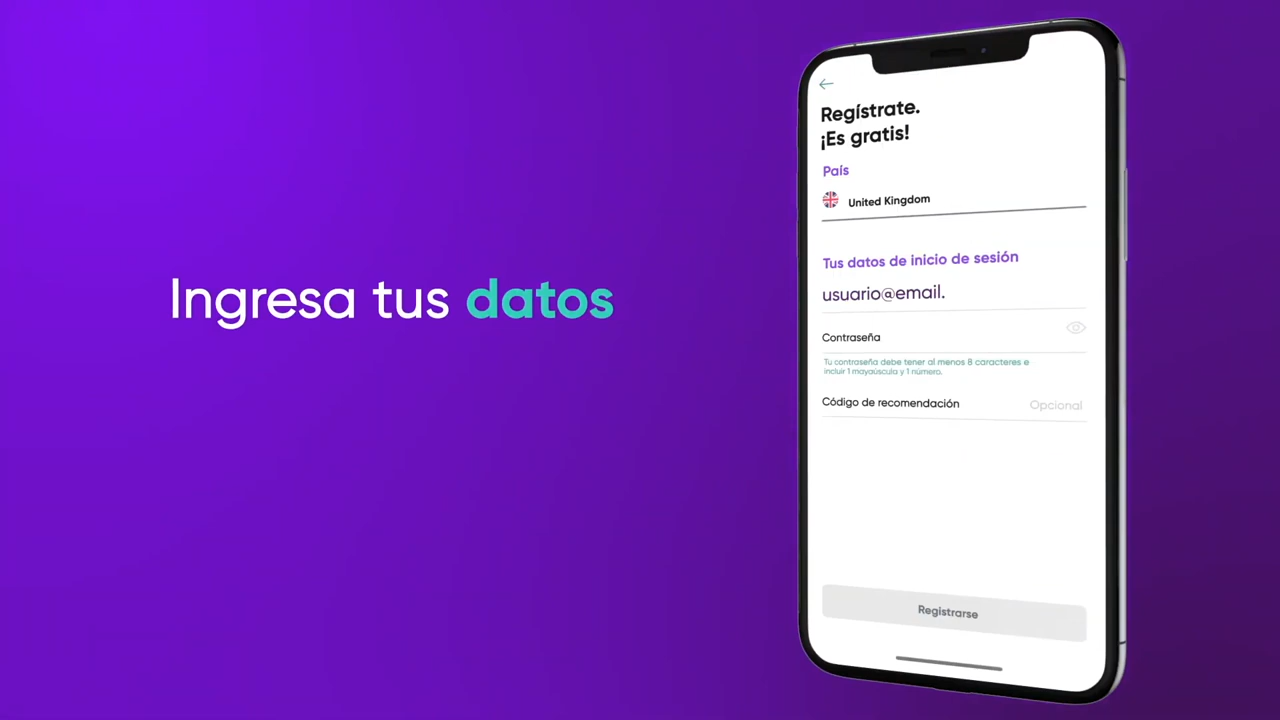 Ingresa tus datos
Regístrate.
¡Es gratis!
País
United Kingdom
Tus datos de inicio de sesión
usuario@email.
Contraseña
Tu contraseña debe tener al menos 8 caracteres e
incluir 1 mayaúscula y 1 número.
Código de recomendación Opcional
Registrarse